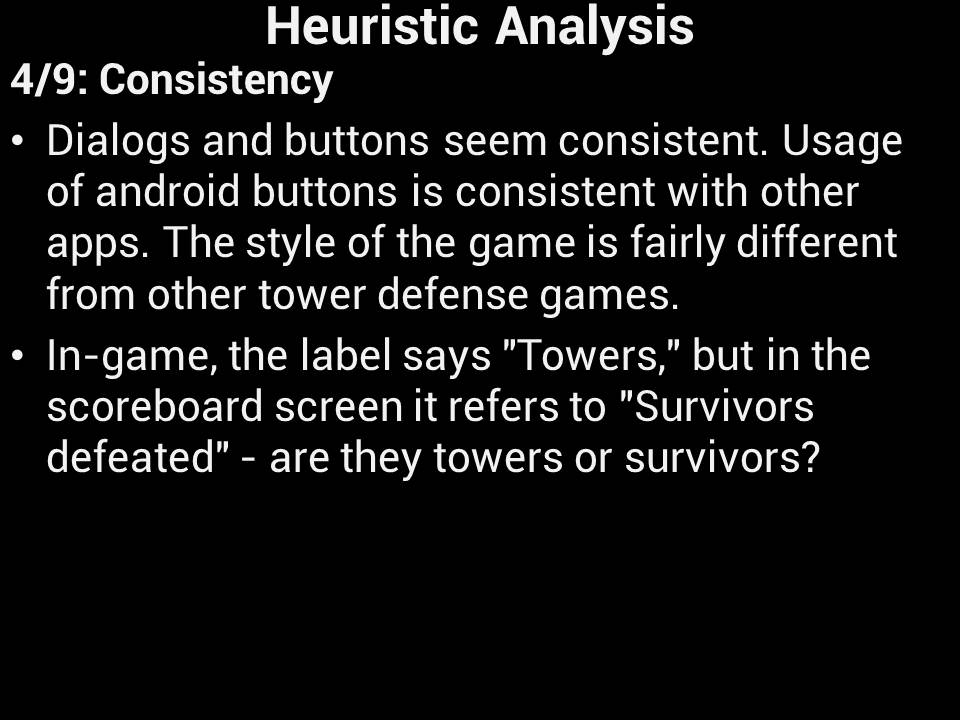 Heuristic Analysis
4/9: Consistency
• Dialogs and buttons seem consistent. Usage
of android buttons is consistent with other
apps. The style of the game is fairly different
from other tower defense games.
• In-game, the label says "Towers," but in the
scoreboard screen it refers to "Survivors
defeated" - are they towers or survivors?